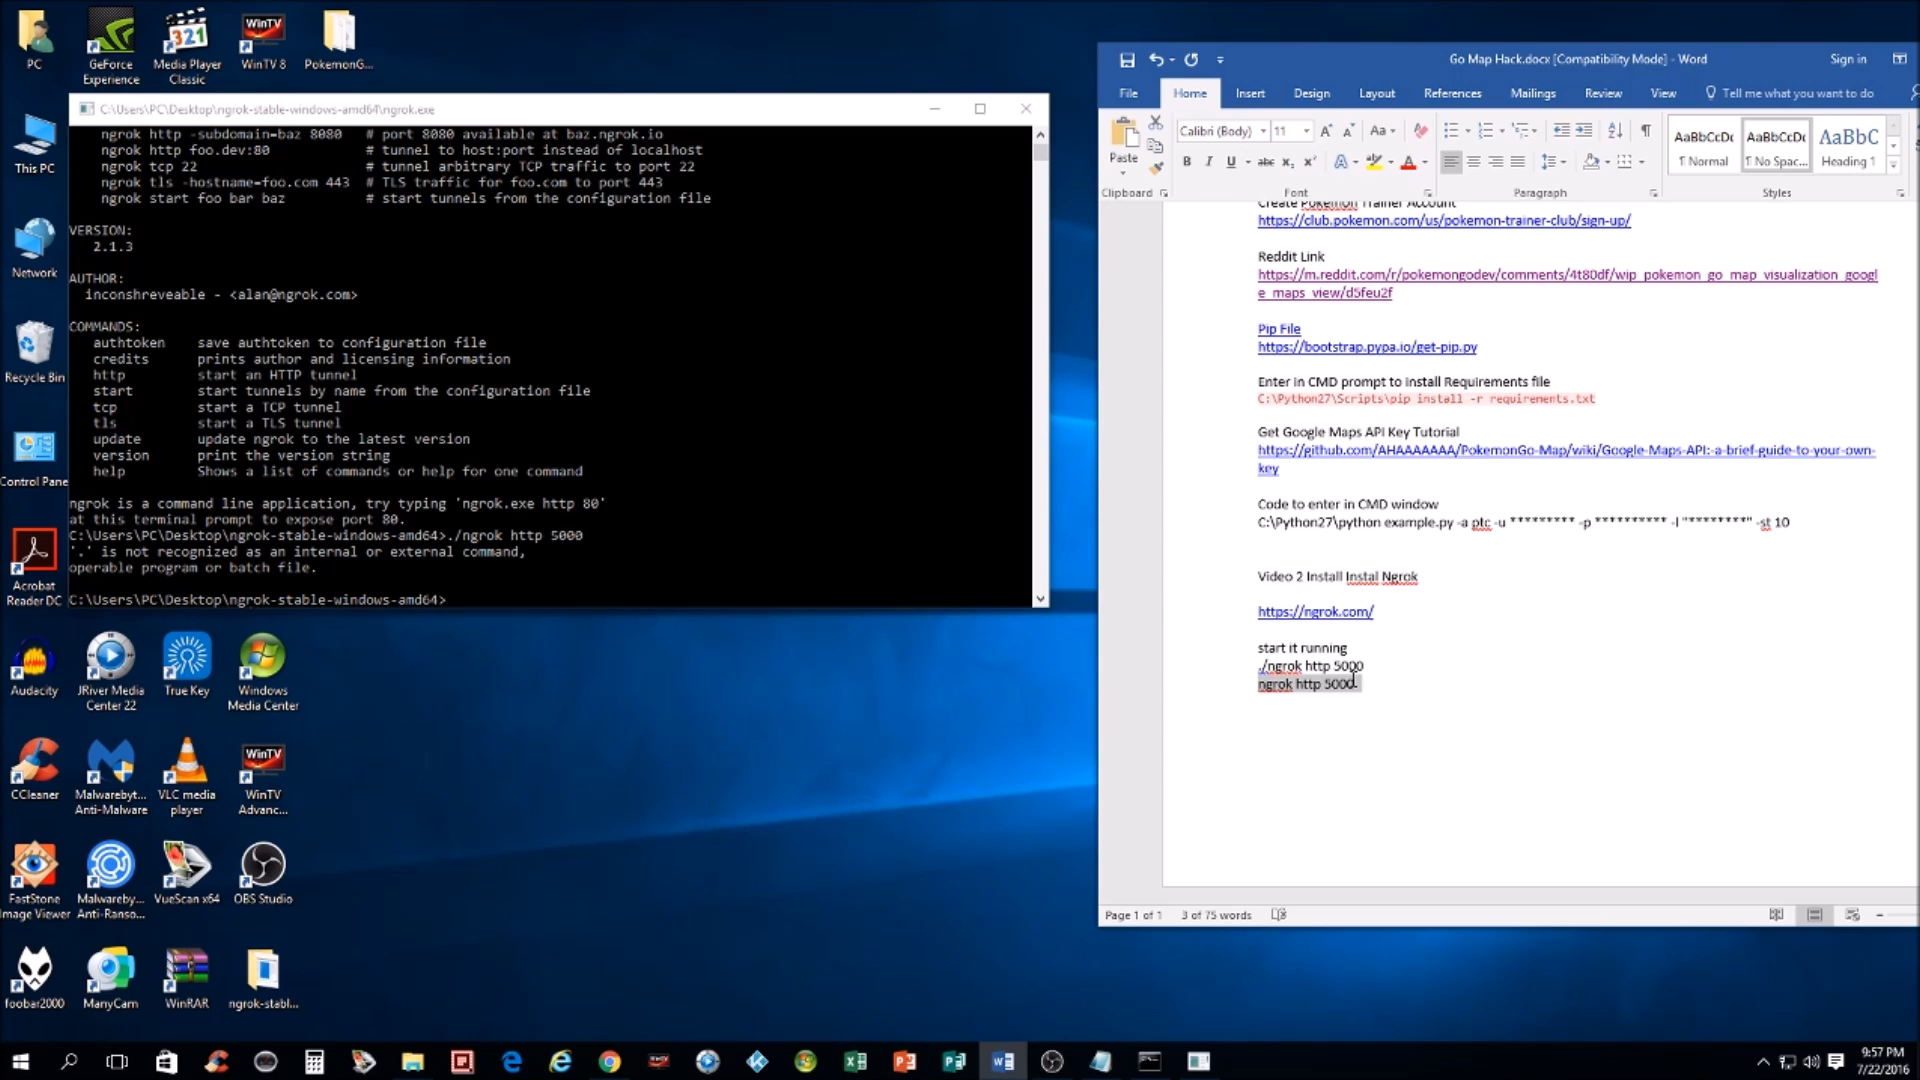 PC
GeForce Experience
321
Media Player Classic
WinTV
WinTV 8
PokemonG...
This PC
Network
Recycle Bin
Control Pane
Acrobat Reader DC
C:\Users\PC\Desktop\ngrok-stable-windows-amd64\ngrok.exe
ngrok http -subdomain=baz 8080 # port 8080 available at baz.ngrok.io
ngrok http foo.dev:80 # tunnel to host:port instead of localhost
ngrok tcp 22 # tunnel arbitrary TCP traffic to port 22
ngrok tls -hostname=foo.com 443 # TLS traffic for foo.com to port 443
ngrok start foo bar baz # start tunnels from the configuration file
VERSION:
2.1.3
AUTHOR:
inconshreveable - <alan@ngrok.com>
COMMANDS:
authtoken save authtoken to configuration file
credits prints author and licensing information
http start an HTTP tunnel
start start tunnels by name from the configuration file
tcp start a TCP tunnel
tls start a TLS tunnel
update update ngrok to the latest version
version print the version string
help Shows a list of commands or help for one command
ngrok is a command line application, try typing 'ngrok.exe http 80'
at this terminal prompt to expose port 80.
C:\Users\PC\Desktop\ngrok-stable-windows-amd64>./ngrok http 5000
'.' is not recognized as an internal or external command,
operable program or batch file.
C:\Users\PC\Desktop\ngrok-stable-windows-amd64>
Audacity
JRiver Media Center 22
True Key
Windows Media Center
CCleaner
Malwarebyt... Anti-Malware
VLC media player
WinTV
WinTV Advanc...
FastStone Image Viewer
Malwareby... Anti-Ranso...
VueScan x64
OBS Studio
foobar2000
ManyCam
WinRAR
ngrok-stabl...
Go Map Hack.docx [Compatibility Mode] - Word
Sign in
File Home Insert Design Layout References Mailings Review View Tell me what you want to do
Paste
Calibri (Body) 11
B I U abc x₂ x²
AaBbCcDc AaBbCcDc AaBbC
¶ Normal ¶ No Spac... Heading 1
Clipboard Font Paragraph Styles
Create Pokemon Trainer Account
https://club.pokemon.com/us/pokemon-trainer-club/sign-up/
Reddit Link
https://m.reddit.com/r/pokemongodev/comments/4t80df/wip_pokemon_go_map_visualization_googl
e_maps_view/d5feu2f
Pip File
https://bootstrap.pypa.io/get-pip.py
Enter in CMD prompt to install Requirements file
C:\Python27\Scripts\pip install -r requirements.txt
Get Google Maps API Key Tutorial
https://github.com/AHAAAAAAA/PokemonGo-Map/wiki/Google-Maps-API:-a-brief-guide-to-your-own-
key
Code to enter in CMD window
C:\Python27\python example.py -a ptc -u ********* -p ********** -l "********" -st 10
Video 2 Install Instal Ngrok
https://ngrok.com/
start it running
./ngrok http 5000
ngrok http 5000
Page 1 of 1 3 of 75 words
9:57 PM
7/22/2016